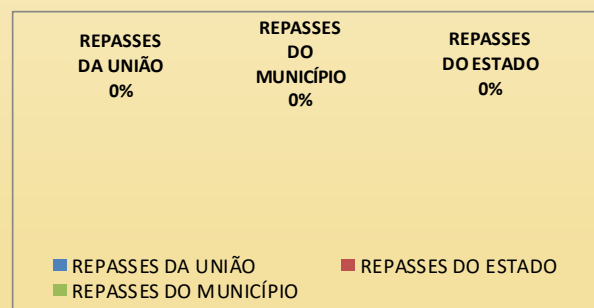 REPASSES
DA UNIÃO
0%
REPASSES
DO
MUNICÍPIO
0%
REPASSES
DO ESTADO
0%
REPASSES DA UNIÃO
REPASSES DO ESTADO
REPASSES DO MUNICÍPIO